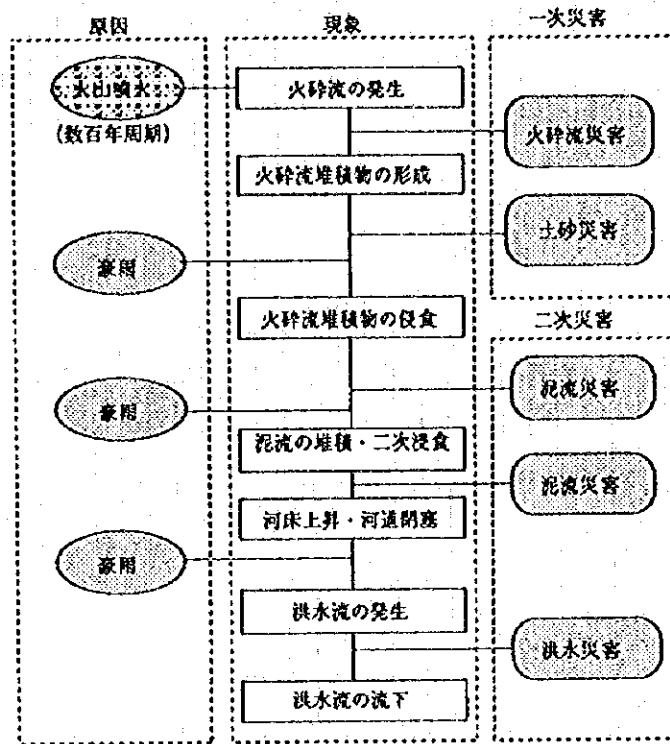 原因
現象
一次災害
火山噴火
(数百年周期)
火砕流の発生
火砕流災害
火砕流堆積物の形成
土砂災害
豪雨
火砕流堆積物の侵食
二次災害
泥流災害
豪雨
泥流の堆積・二次侵食
泥流災害
河床上昇・河道閉塞
豪雨
洪水流の発生
洪水災害
洪水流の流下